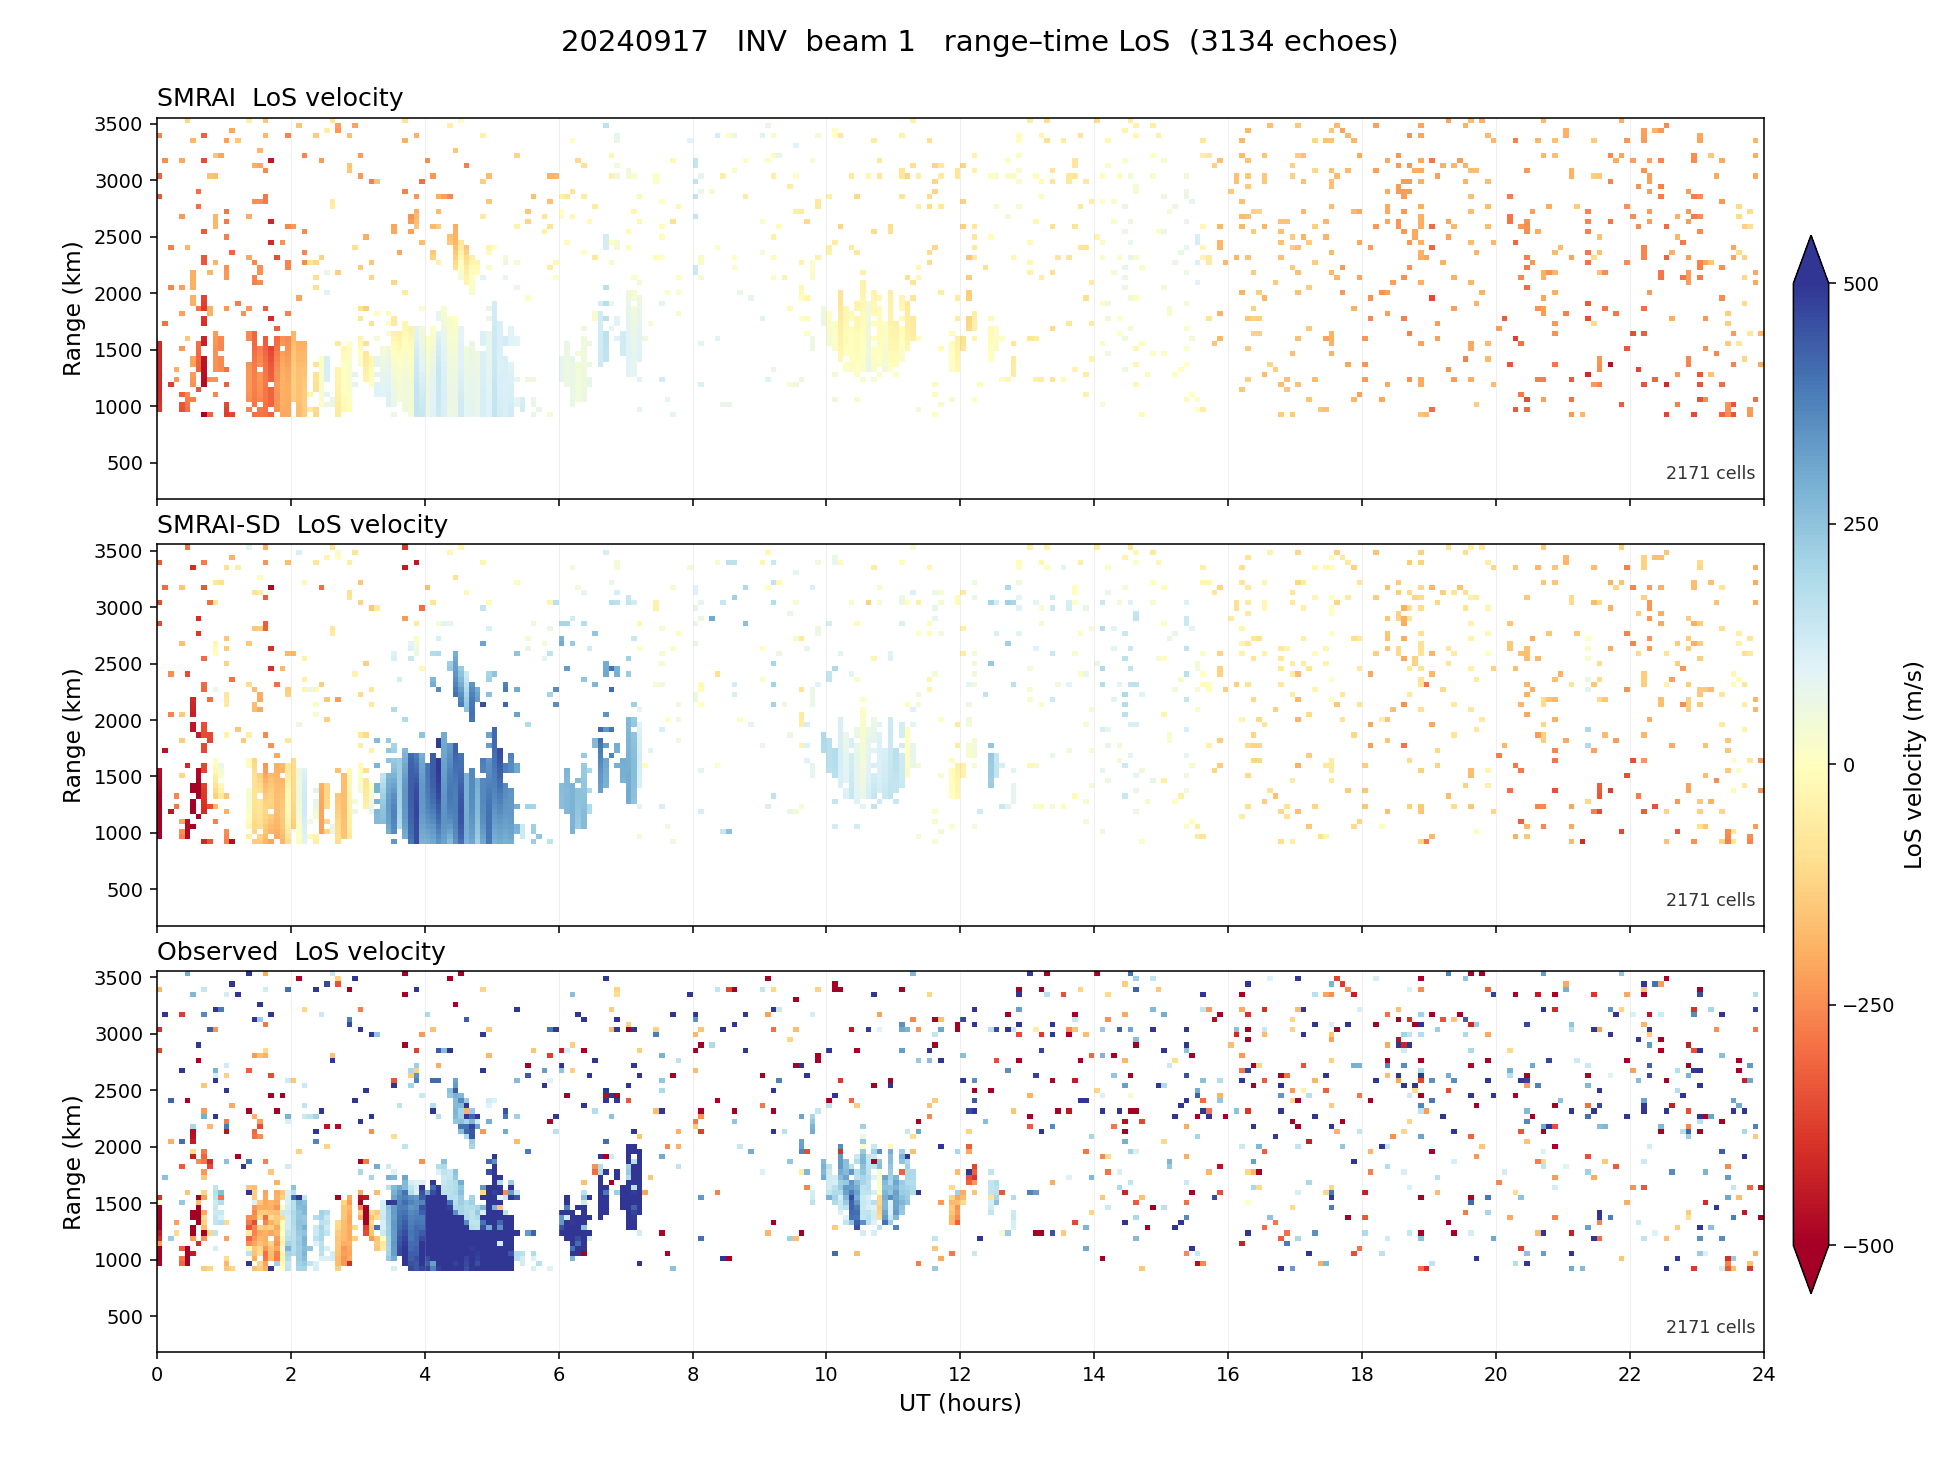 20240917   INV  beam 1   range–time LoS  (3134 echoes)
SMRAI  LoS velocity
3500
3000
2500
2000
1500
1000
500
Range (km)
2171 cells
SMRAI-SD  LoS velocity
3500
3000
2500
2000
1500
1000
500
Range (km)
2171 cells
Observed  LoS velocity
3500
3000
2500
2000
1500
1000
500
Range (km)
2171 cells
0 2 4 6 8 10 12 14 16 18 20 22 24
UT (hours)
500
250
0
−250
−500
LoS velocity (m/s)